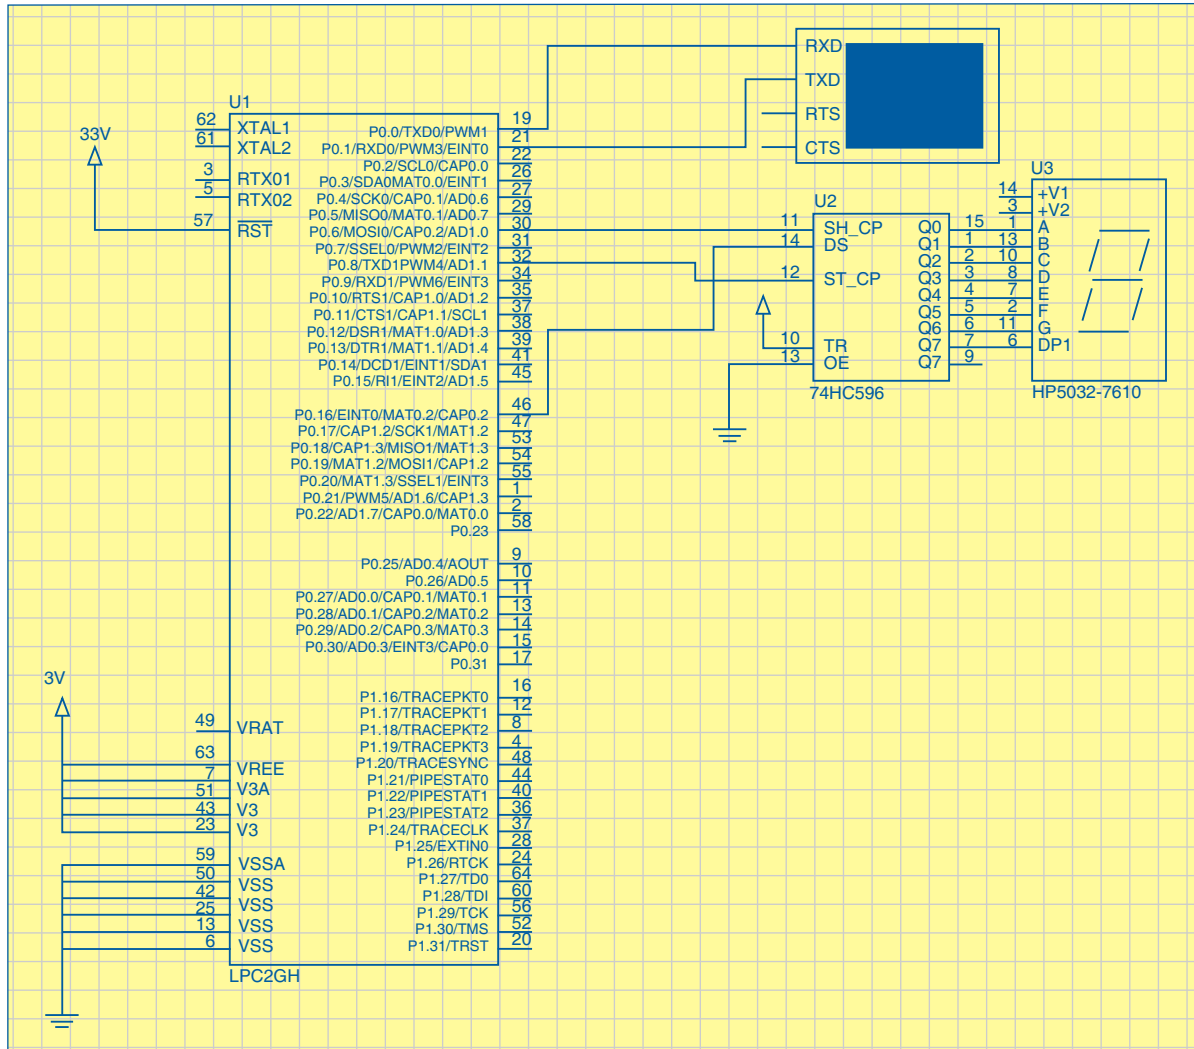 RXD
TXD
RTS
CTS
U1
33V
62
XTAL1
61
XTAL2
3
RTX01
5
RTX02
57
RST
P0.0/TXD0/PWM1
19
P0.1/RXD0/PWM3/EINT0
21
P0.2/SCL0/CAP0.0
22
P0.3/SDA0MAT0.0/EINT1
26
P0.4/SCK0/CAP0.1/AD0.6
27
P0.5/MISO0/MAT0.1/AD0.7
29
P0.6/MOSI0/CAP0.2/AD1.0
30
P0.7/SSEL0/PWM2/EINT2
31
P0.8/TXD1PWM4/AD1.1
32
P0.9/RXD1/PWM6/EINT3
34
P0.10/RTS1/CAP1.0/AD1.2
35
P0.11/CTS1/CAP1.1/SCL1
37
P0.12/DSR1/MAT1.0/AD1.3
38
P0.13/DTR1/MAT1.1/AD1.4
39
P0.14/DCD1/EINT1/SDA1
41
P0.15/RI1/EINT2/AD1.5
45
P0.16/EINT0/MAT0.2/CAP0.2
46
P0.17/CAP1.2/SCK1/MAT1.2
47
P0.18/CAP1.3/MISO1/MAT1.3
53
P0.19/MAT1.2/MOSI1/CAP1.2
54
P0.20/MAT1.3/SSEL1/EINT3
55
P0.21/PWM5/AD1.6/CAP1.3
1
P0.22/AD1.7/CAP0.0/MAT0.0
2
P0.23
58
P0.25/AD0.4/AOUT
9
P0.26/AD0.5
10
P0.27/AD0.0/CAP0.1/MAT0.1
11
P0.28/AD0.1/CAP0.2/MAT0.2
13
P0.29/AD0.2/CAP0.3/MAT0.3
14
P0.30/AD0.3/EINT3/CAP0.0
15
P0.31
17
P1.16/TRACEPKT0
16
P1.17/TRACEPKT1
12
P1.18/TRACEPKT2
8
P1.19/TRACEPKT3
4
P1.20/TRACESYNC
48
P1.21/PIPESTAT0
44
P1.22/PIPESTAT1
40
P1.23/PIPESTAT2
36
P1.24/TRACECLK
37
P1.25/EXTIN0
28
P1.26/RTCK
24
P1.27/TD0
64
P1.28/TDI
60
P1.29/TCK
56
P1.30/TMS
52
P1.31/TRST
20
3V
49
VRAT
63
VREE
7
V3A
51
43
V3
23
V3
59
VSSA
50
VSS
42
VSS
25
13
VSS
6
VSS
LPC2GH
U2
11
SH_CP
14
DS
12
ST_CP
10
TR
13
OE
Q0
15
Q1
1
Q2
2
Q3
3
Q4
4
Q5
5
Q6
6
Q7
7
Q7
9
74HC596
U3
14
+V1
3
+V2
1
A
13
B
10
C
8
D
7
E
2
F
11
G
6
DP1
HP5032-7610